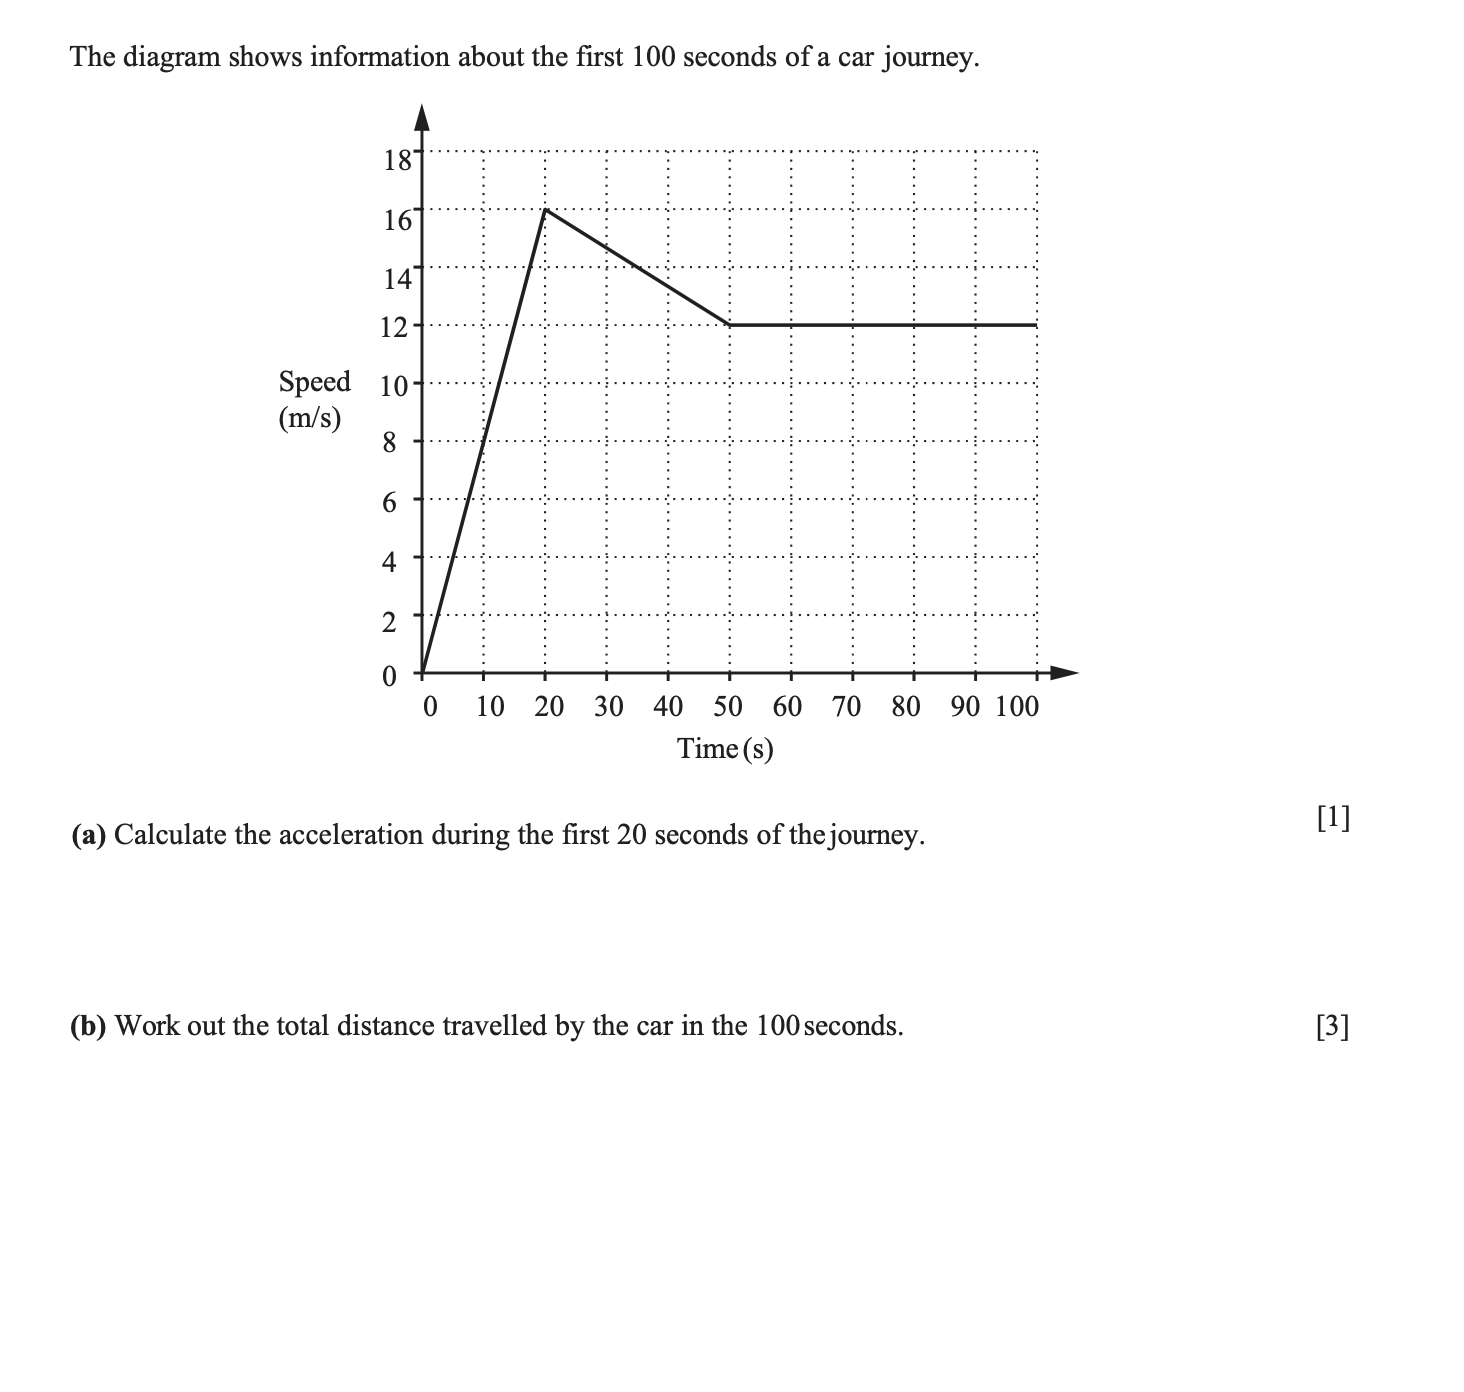 The diagram shows information about the first 100 seconds of a car journey.
18
16
14
12
Speed 10
(m/s)
8
6
4
2
0
0 10 20 30 40 50 60 70 80 90 100
Time (s)
[1]
(a) Calculate the acceleration during the first 20 seconds of the journey.
(b) Work out the total distance travelled by the car in the 100 seconds. [3]